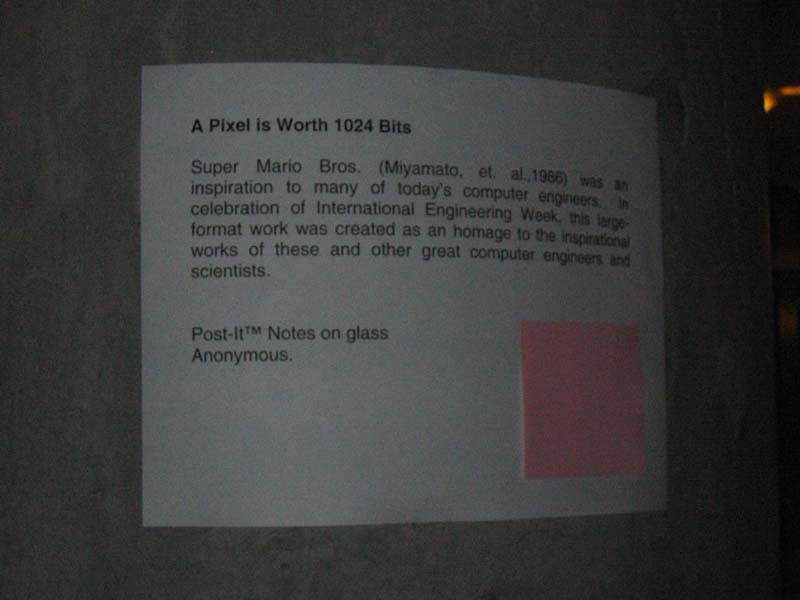 A Pixel is Worth 1024 Bits
Super Mario Bros. (Miyamato, et. al.,1986) was an
inspiration to many of today's computer engineers. In
celebration of International Engineering Week, this large-
format work was created as an homage to the inspirational
works of these and other great computer engineers and
scientists.
Post-It™ Notes on glass
Anonymous.